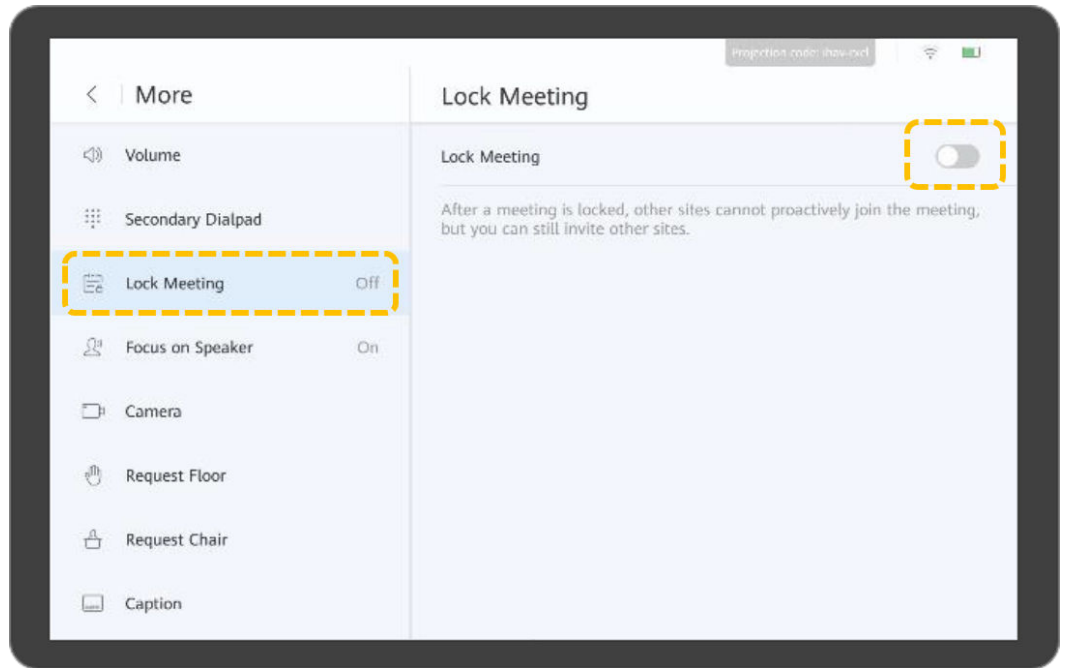 Projection code:
More
Lock Meeting
Volume
Lock Meeting
Secondary Dialpad
After a meeting is locked, other sites cannot proactively join the meeting,
but you can still invite other sites.
Lock Meeting Off
Focus on Speaker On
Camera
Request Floor
Request Chair
Caption